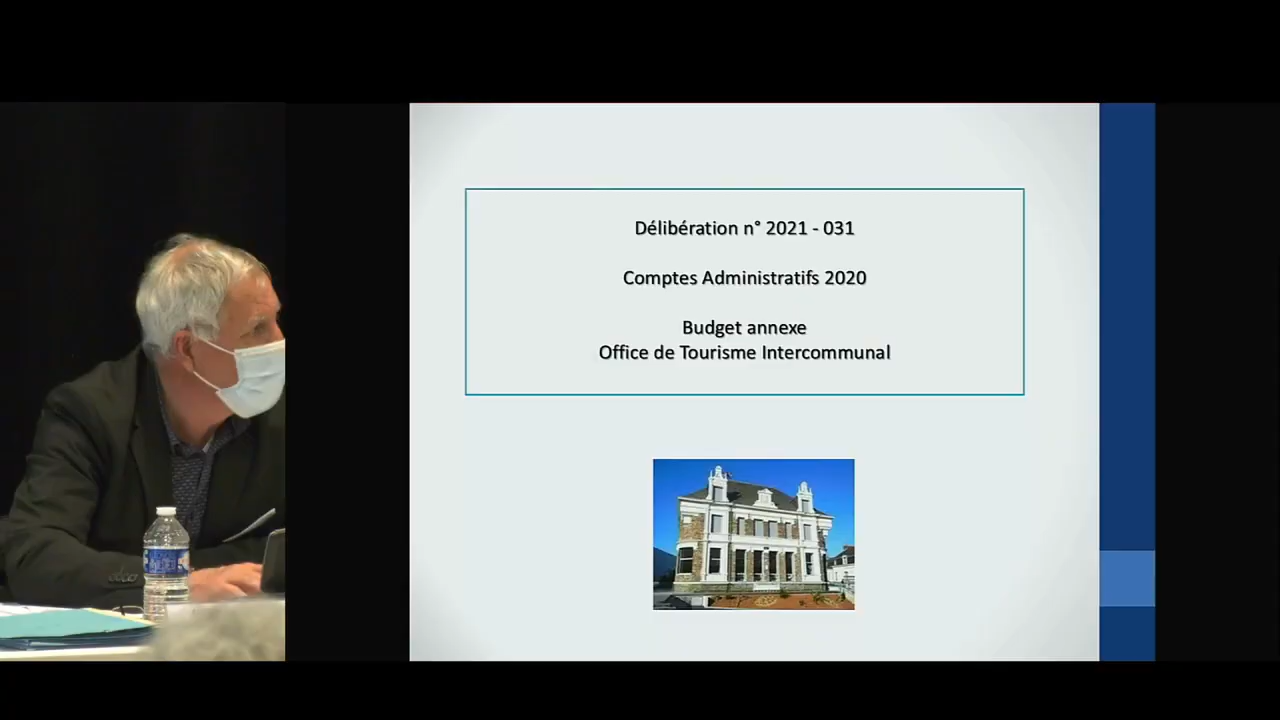 Délibération n° 2021 - 031
Comptes Administratifs 2020
Budget annexe
Office de Tourisme Intercommunal